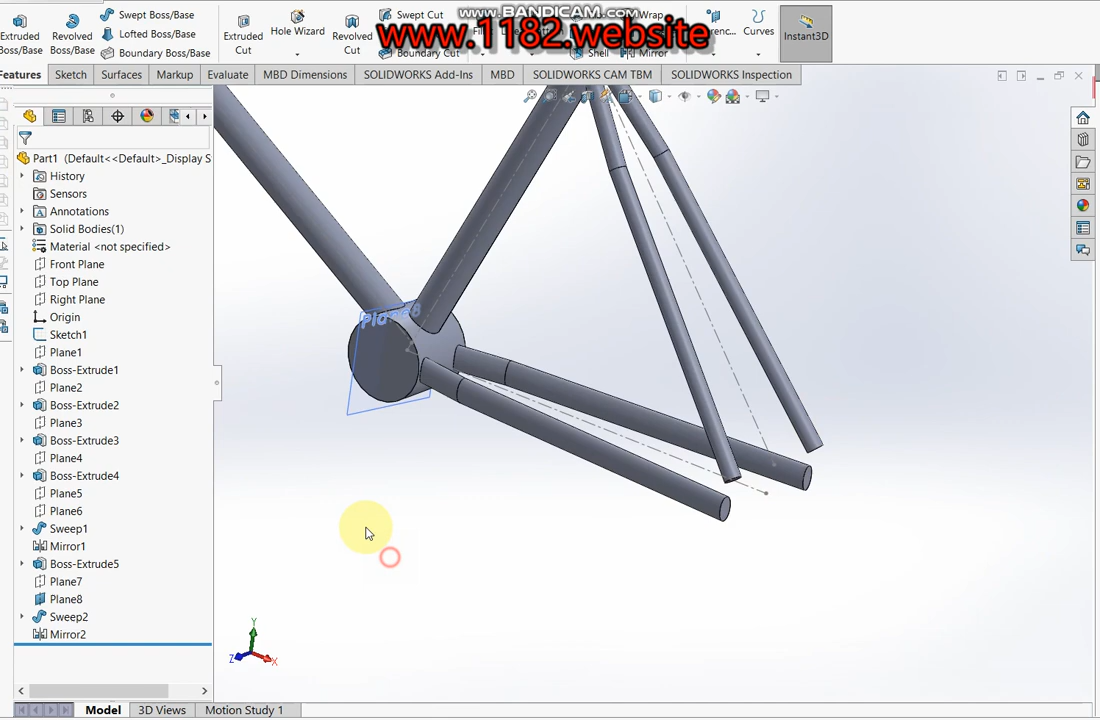 www.BANDICAM.com
www.1182.website
Extruded Boss/Base
Revolved Boss/Base
Swept Boss/Base
Lofted Boss/Base
Boundary Boss/Base
Extruded Cut
Hole Wizard
Revolved Cut
Swept Cut
Boundary Cut
Wrap
Shell
Mirror
Curves
Instant3D
Features
Sketch
Surfaces
Markup
Evaluate
MBD Dimensions
SOLIDWORKS Add-Ins
MBD
SOLIDWORKS CAM TBM
SOLIDWORKS Inspection
Part1 (Default<<Default>_Display S
History
Sensors
Annotations
Solid Bodies(1)
Material <not specified>
Front Plane
Top Plane
Right Plane
Origin
Sketch1
Plane1
Boss-Extrude1
Plane2
Boss-Extrude2
Plane3
Boss-Extrude3
Plane4
Boss-Extrude4
Plane5
Plane6
Sweep1
Mirror1
Boss-Extrude5
Plane7
Plane8
Sweep2
Mirror2
Y
Z
X
Model
3D Views
Motion Study 1